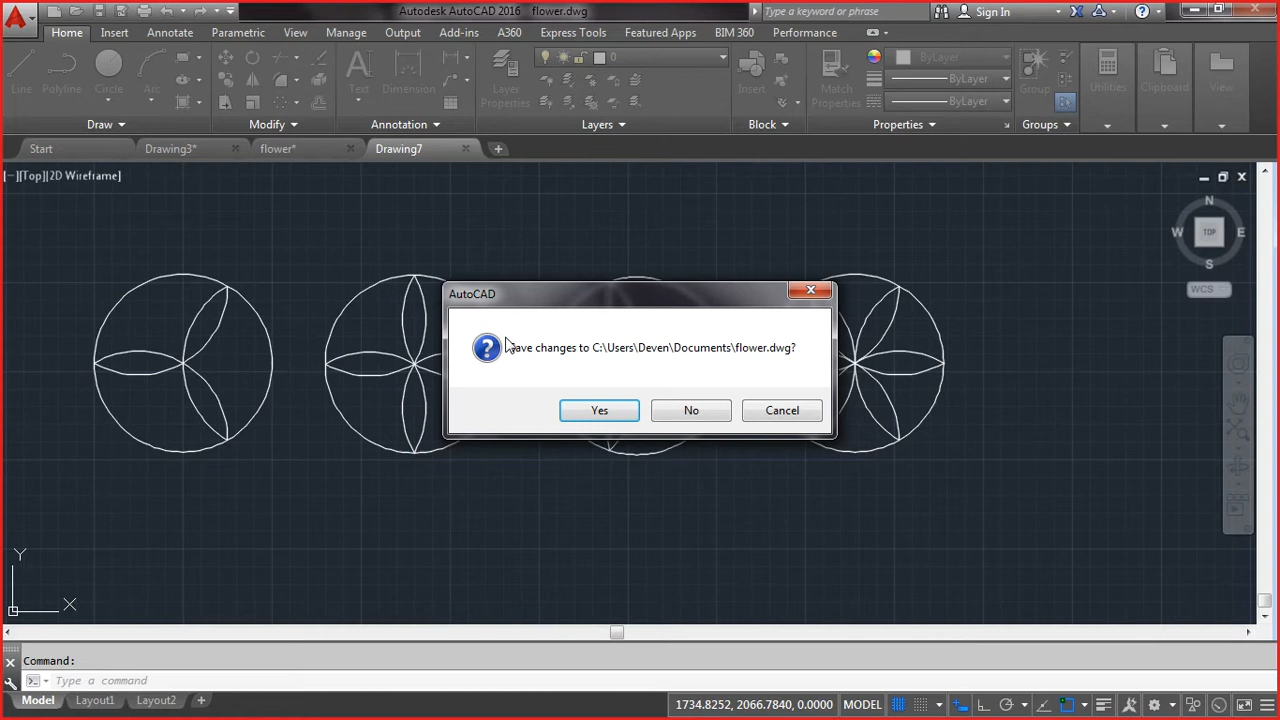 Autodesk AutoCAD 2016 flower.dwg
Type a keyword or phrase
Sign In
Home Insert Annotate Parametric View Manage Output Add-ins A360 Express Tools Featured Apps BIM 360 Performance
Line Polyline Circle Arc
Text Dimension
Layer Properties
0
Insert
Match Properties
ByLayer
ByLayer
ByLayer
Group
Utilities
Clipboard
View
Draw Modify Annotation Layers Block Properties Groups
Start Drawing3* flower* Drawing7
[−][Top][2D Wireframe]
N
W TOP E
S
WCS
AutoCAD
ave changes to C:\Users\Deven\Documents\flower.dwg?
Yes No Cancel
Y
X
Command:
Type a command
Model Layout1 Layout2
1734.8252, 2066.7840, 0.0000 MODEL